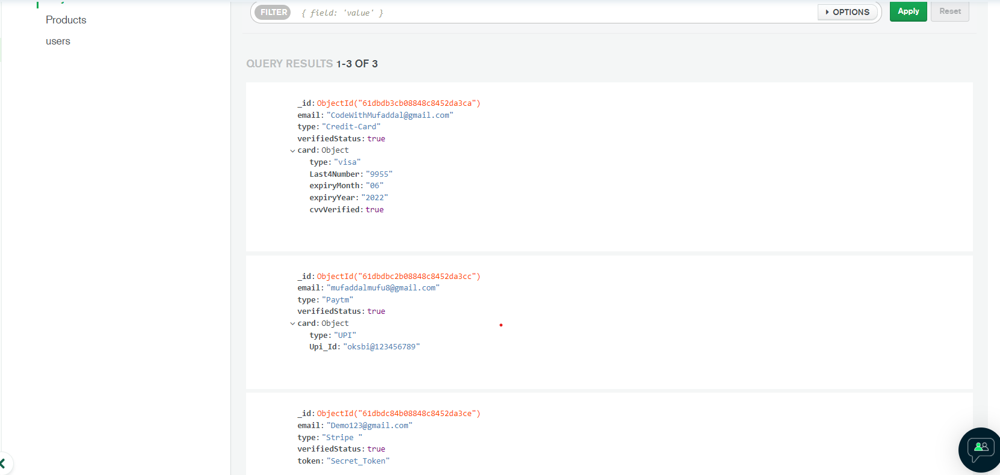 FILTER { field: 'value' } OPTIONS Apply Reset
Products
users
QUERY RESULTS 1-3 OF 3
_id: ObjectId("61dbdb3cb08848c8452da3ca")
email: "CodeWithMufaddal@gmail.com"
type: "Credit-Card"
verifiedStatus: true
card: Object
type: "visa"
Last4Number: "9955"
expiryMonth: "06"
expiryYear: "2022"
cvvVerified: true
_id: ObjectId("61dbdbc2b08848c8452da3cc")
email: "mufaddalmufu8@gmail.com"
type: "Paytm"
verifiedStatus: true
card: Object
type: "UPI"
Upi_Id: "oksbi@123456789"
_id: ObjectId("61dbdc84b08848c8452da3ce")
email: "Demo123@gmail.com"
type: "Stripe "
verifiedStatus: true
token: "Secret_Token"